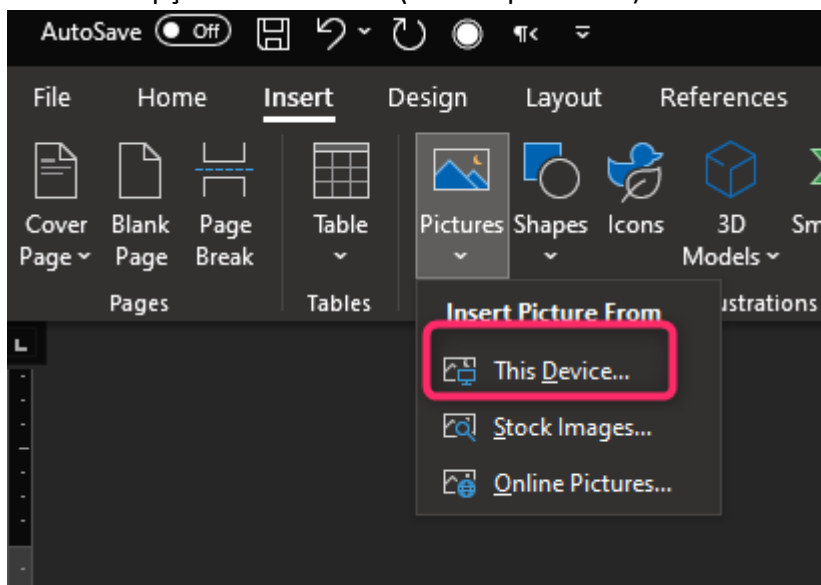 AutoSave Off
File Home Insert Design Layout References
Cover Page Blank Page Page Break Table Pictures Shapes Icons 3D Models
Pages Tables
Insert Picture From
This Device...
Stock Images...
Online Pictures...